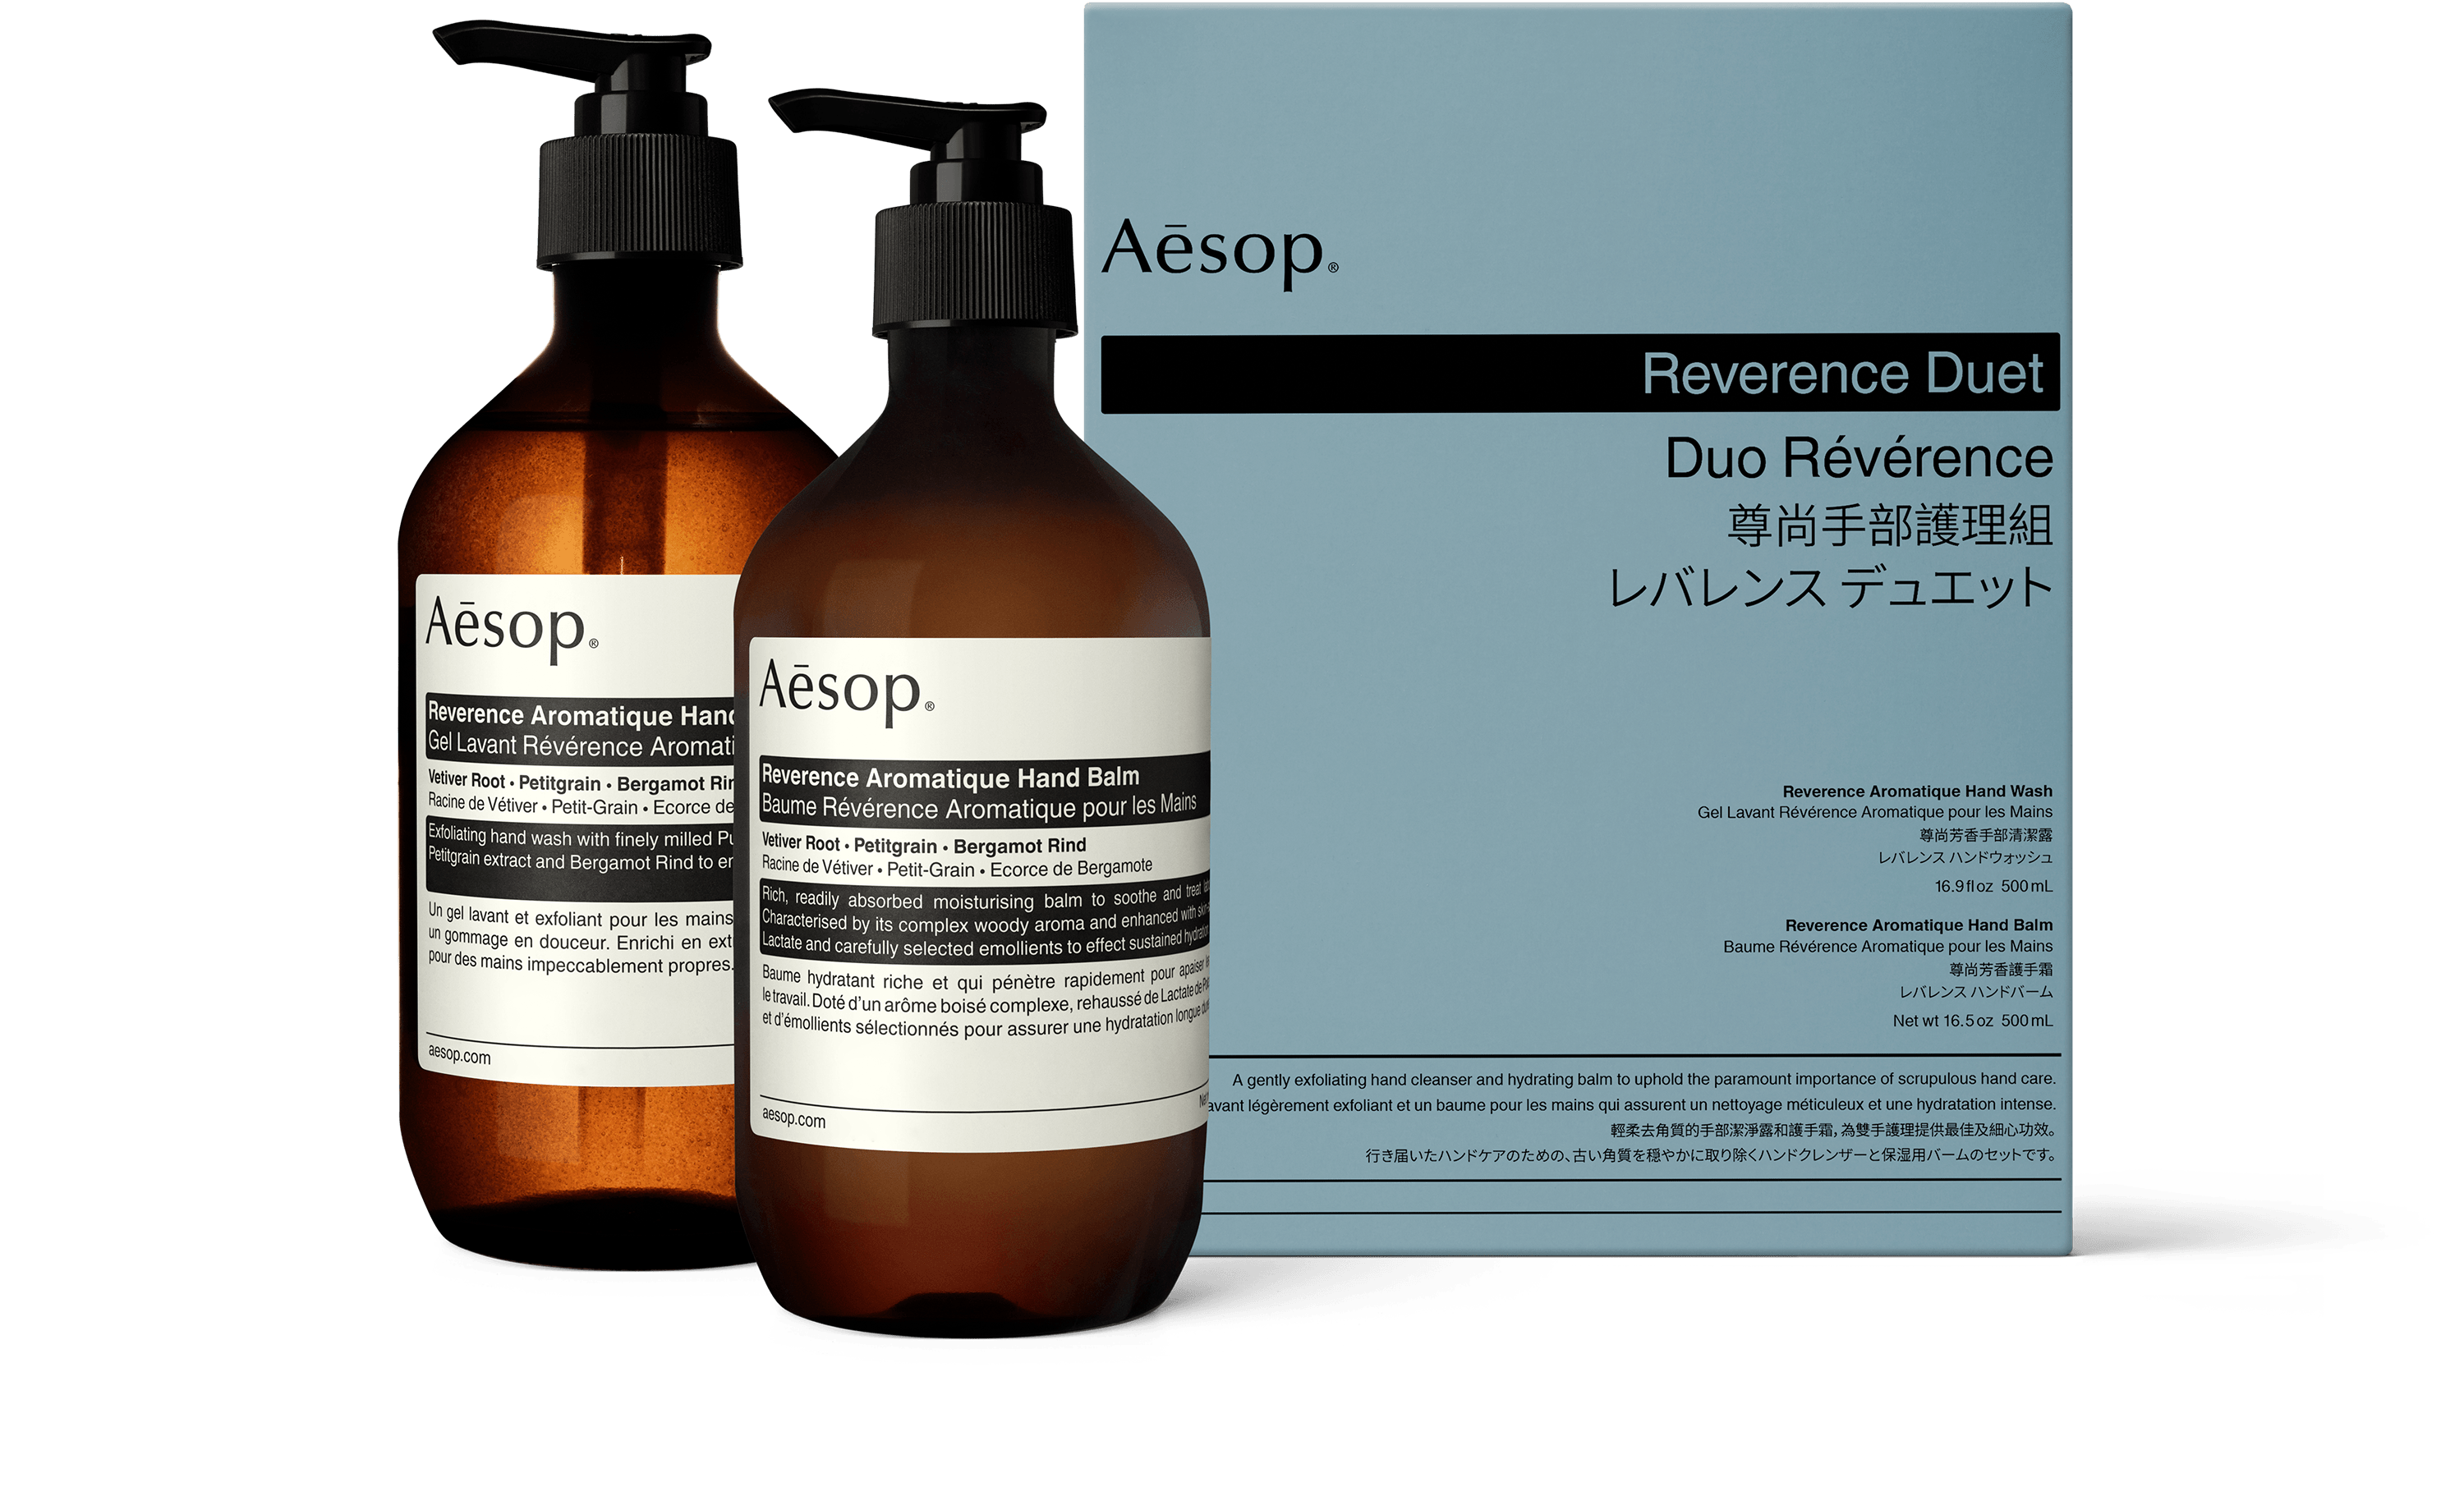 Aēsop®
Reverence Aromatique
Gel Lavant Révérence
Vetiver Root • Petitgrain • Bergamot
Racine de Vétiver • Petit-Grain • Ecorce de
Exfoliating hand wash with finely milled
Petitgrain extract and Bergamot Rind to
Un gel lavant et exfoliant pour les mains
un gommage en douceur. Enrichi en
pour des mains impeccablement propres.
aesop.com
Aēsop®
Reverence Aromatique Hand Balm
Baume Révérence Aromatique pour les Mains
Vetiver Root • Petitgrain • Bergamot Rind
Racine de Vétiver • Petit-Grain • Ecorce de Bergamote
Rich, readily absorbed moisturising balm to soothe and treat
Characterised by its complex woody aroma and enhanced with
Lactate and carefully selected emollients to effect sustained
Baume hydratant riche et qui pénètre rapidement pour apaiser
le travail. Doté d'un arôme boisé complexe, rehaussé de Lactate de
et d'émollients sélectionnés pour assurer une hydratation longue
aesop.com
Aēsop®
Reverence Duet
Duo Révérence
尊尚手部護理組
レバレンス デュエット
Reverence Aromatique Hand Wash
Gel Lavant Révérence Aromatique pour les Mains
尊尚芳香手部清潔露
レバレンス ハンドウォッシュ
16.9 fl oz 500 mL
Reverence Aromatique Hand Balm
Baume Révérence Aromatique pour les Mains
尊尚芳香護手霜
レバレンス ハンドバーム
Net wt 16.5 oz 500 mL
A gently exfoliating hand cleanser and hydrating balm to uphold the paramount importance of scrupulous hand care.
légèrement exfoliant et un baume pour les mains qui assurent un nettoyage méticuleux et une hydratation intense.
輕柔去角質的手部潔淨露和護手霜，為雙手護理提供最佳及細心功效。
行き届いたハンドケアのための、古い角質を穏やかに取り除くハンドクレンザーと保湿用バームのセットです。